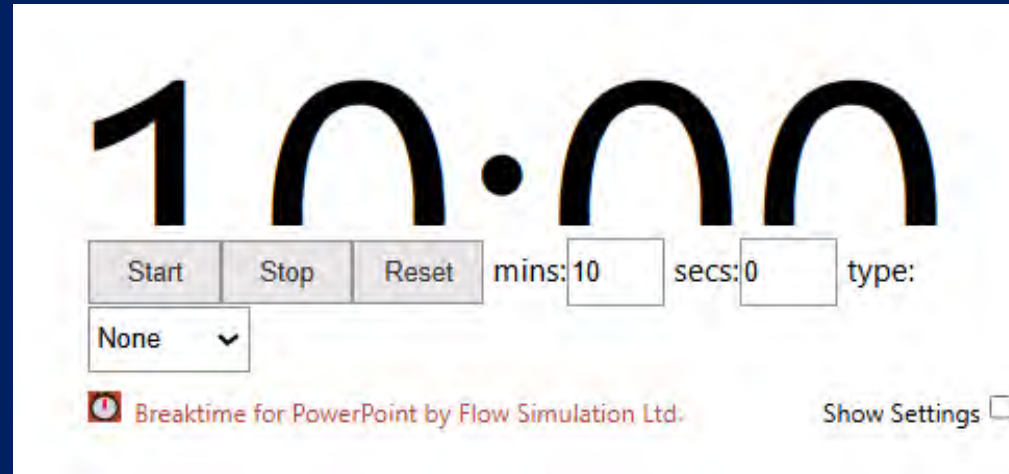 10:00
Start Stop Reset mins: 10 secs: 0 type:
None
Breaktime for PowerPoint by Flow Simulation Ltd. Show Settings